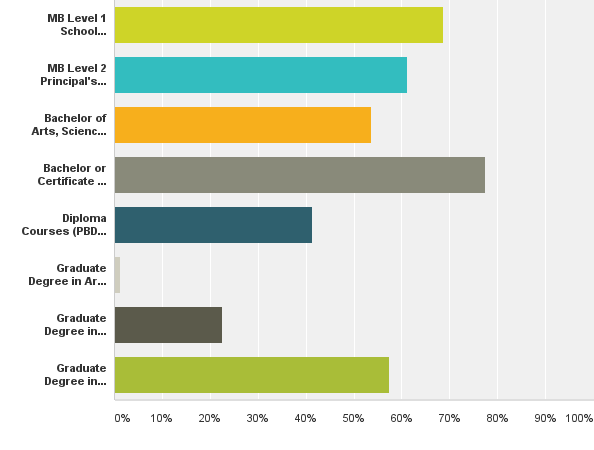 MB Level 1
School...
MB Level 2
Principal's...
Bachelor of
Arts, Scienc...
Bachelor or
Certificate ...
Diploma
Courses (PBD...
Graduate
Degree in Ar...
Graduate
Degree in...
Graduate
Degree in...
0% 10% 20% 30% 40% 50% 60% 70% 80% 90% 100%